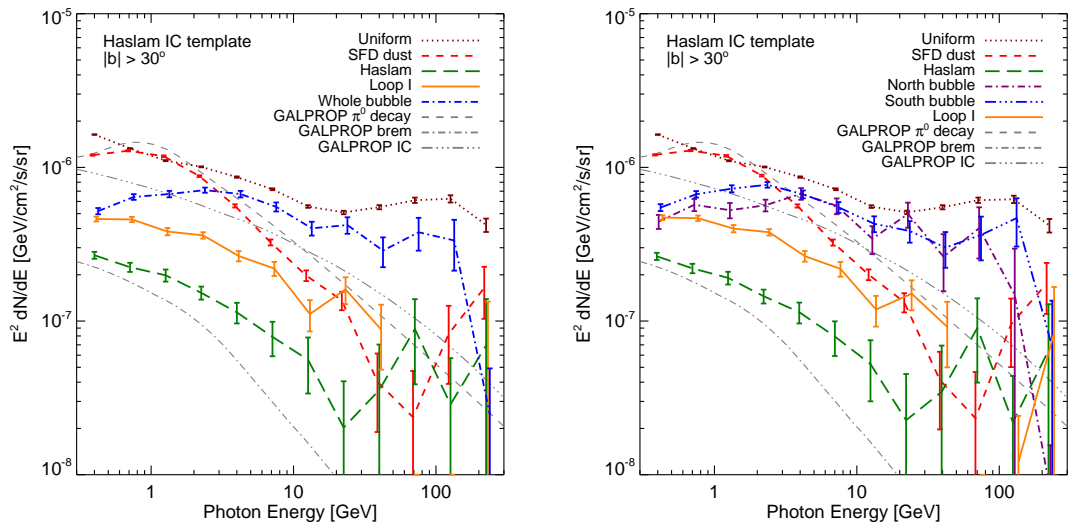 Haslam IC template
|b| > 30°
Uniform
SFD dust
Haslam
Loop I
Whole bubble
GALPROP π⁰ decay
GALPROP brem
GALPROP IC
10⁻⁵
10⁻⁶
10⁻⁷
10⁻⁸
E² dN/dE [GeV/cm²/s/sr]
1 10 100
Photon Energy [GeV]
Haslam IC template
|b| > 30°
Uniform
SFD dust
Haslam
North bubble
South bubble
Loop I
GALPROP π⁰ decay
GALPROP brem
GALPROP IC
10⁻⁵
10⁻⁶
10⁻⁷
10⁻⁸
E² dN/dE [GeV/cm²/s/sr]
1 10 100
Photon Energy [GeV]